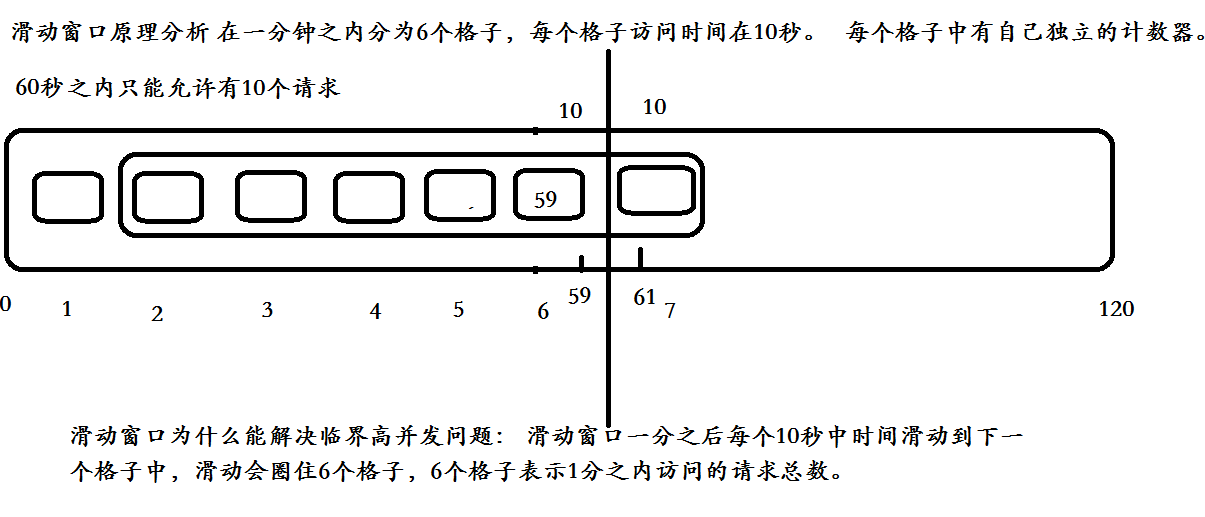 滑动窗口原理分析 在一分钟之内分为6个格子，每个格子访问时间在10秒。 每个格子中有自己独立的计数器。
60秒之内只能允许有10个请求
10 10
59
0 1 2 3 4 5 6 59 61 7 120
滑动窗口为什么能解决临界高并发问题： 滑动窗口一分之后每个10秒中时间滑动到下一
个格子中，滑动会圈住6个格子，6个格子表示1分之内访问的请求总数。